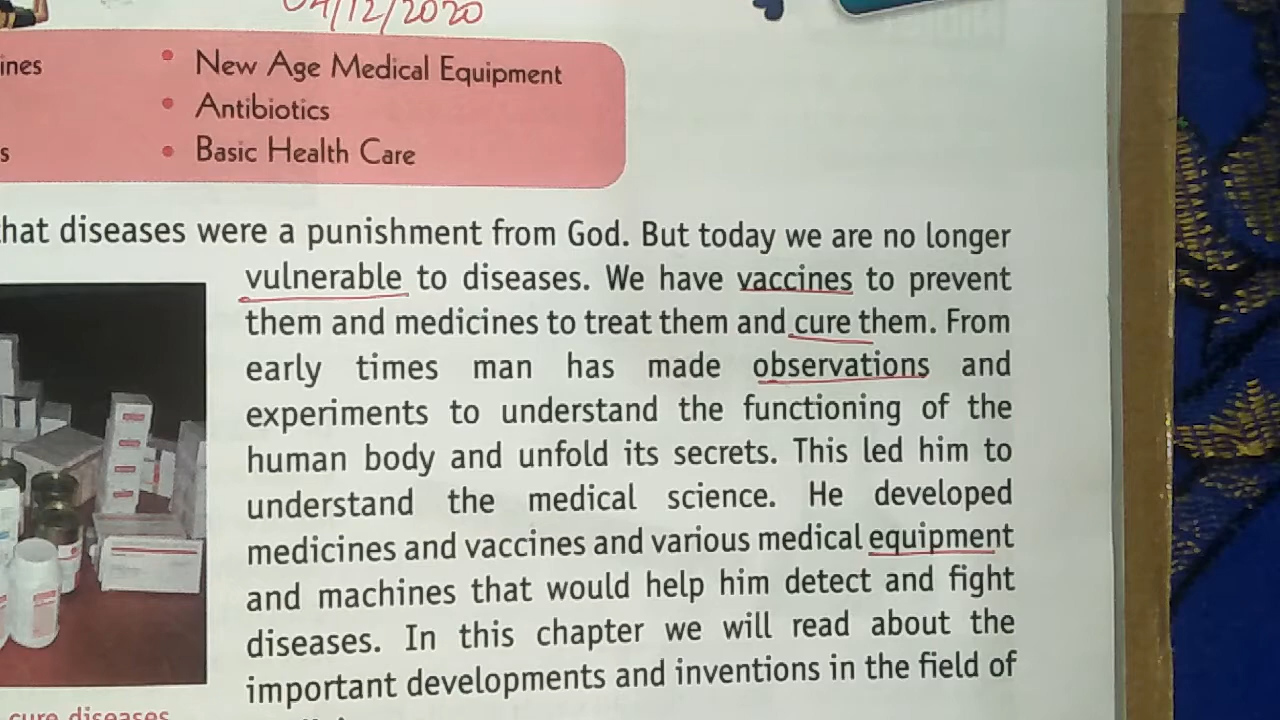 04/12/2020
New Age Medical Equipment
Antibiotics
Basic Health Care
that diseases were a punishment from God. But today we are no longer
vulnerable to diseases. We have vaccines to prevent
them and medicines to treat them and cure them. From
early times man has made observations and
experiments to understand the functioning of the
human body and unfold its secrets. This led him to
understand the medical science. He developed
medicines and vaccines and various medical equipment
and machines that would help him detect and fight
diseases. In this chapter we will read about the
important developments and inventions in the field of
cure diseases